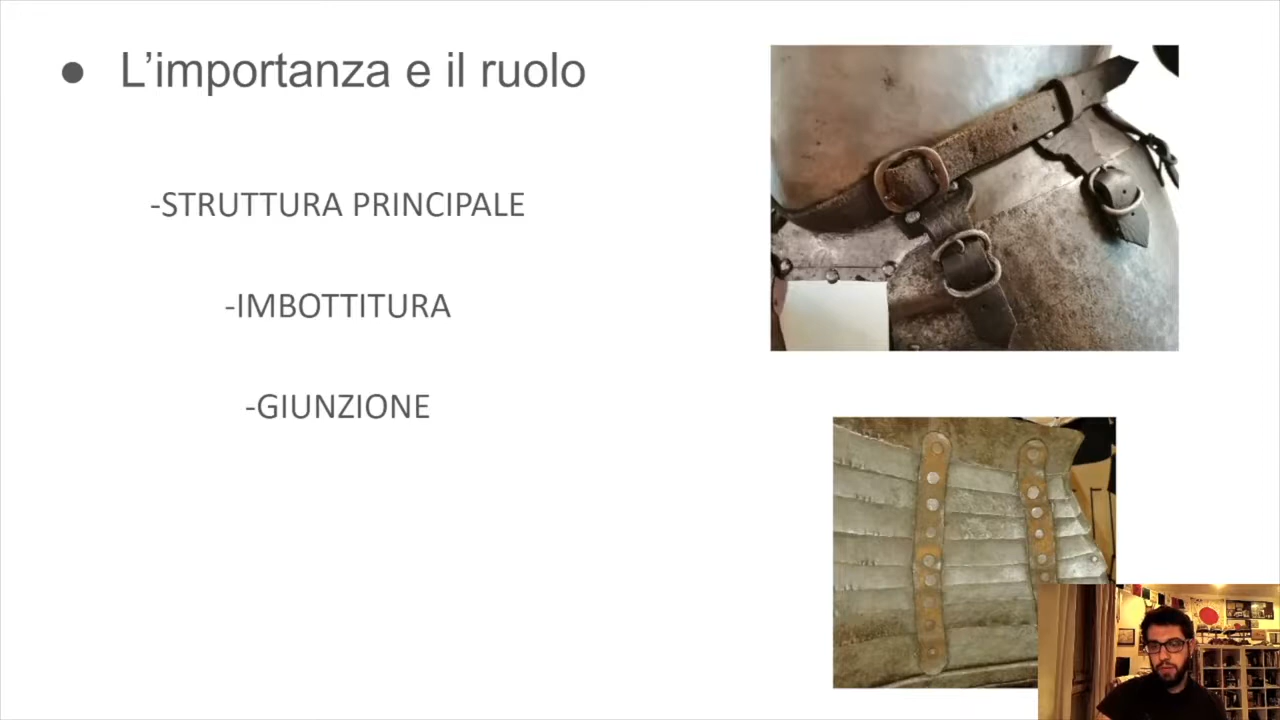 ● L’importanza e il ruolo
-STRUTTURA PRINCIPALE
-IMBOTTITURA
-GIUNZIONE